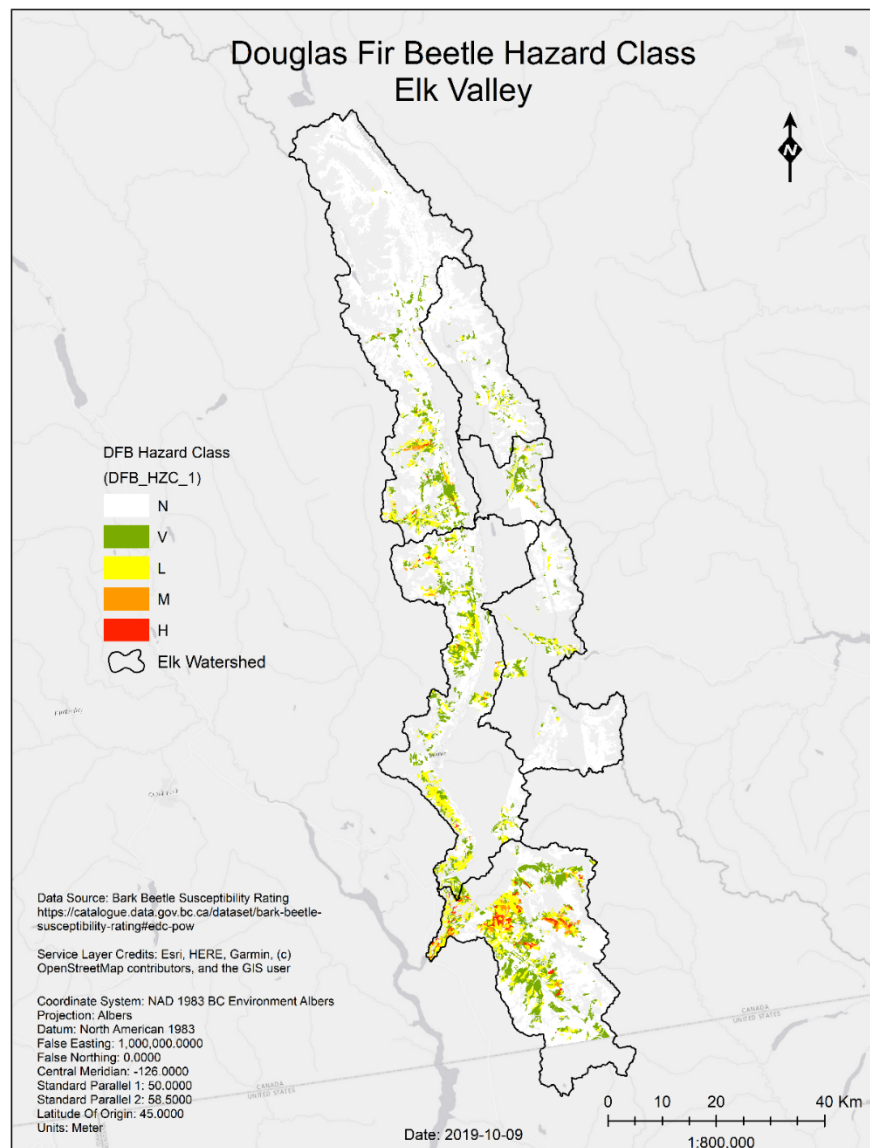 Douglas Fir Beetle Hazard Class
Elk Valley
N
DFB Hazard Class
(DFB_HZC_1)
N
V
L
M
H
Elk Watershed
Data Source: Bark Beetle Susceptibility Rating
https://catalogue.data.gov.bc.ca/dataset/bark-beetle-
susceptibility-rating#edc-pow
Service Layer Credits: Esri, HERE, Garmin, (c)
OpenStreetMap contributors, and the GIS user
Coordinate System: NAD 1983 BC Environment Albers
Projection: Albers
Datum: North American 1983
False Easting: 1,000,000.0000
False Northing: 0.0000
Central Meridian: -126.0000
Standard Parallel 1: 50.0000
Standard Parallel 2: 58.5000
Latitude Of Origin: 45.0000
Units: Meter
CANADA
UNITED STATES
CANADA
UNITED STATES
Date: 2019-10-09
0 10 20 40 Km
1:800,000